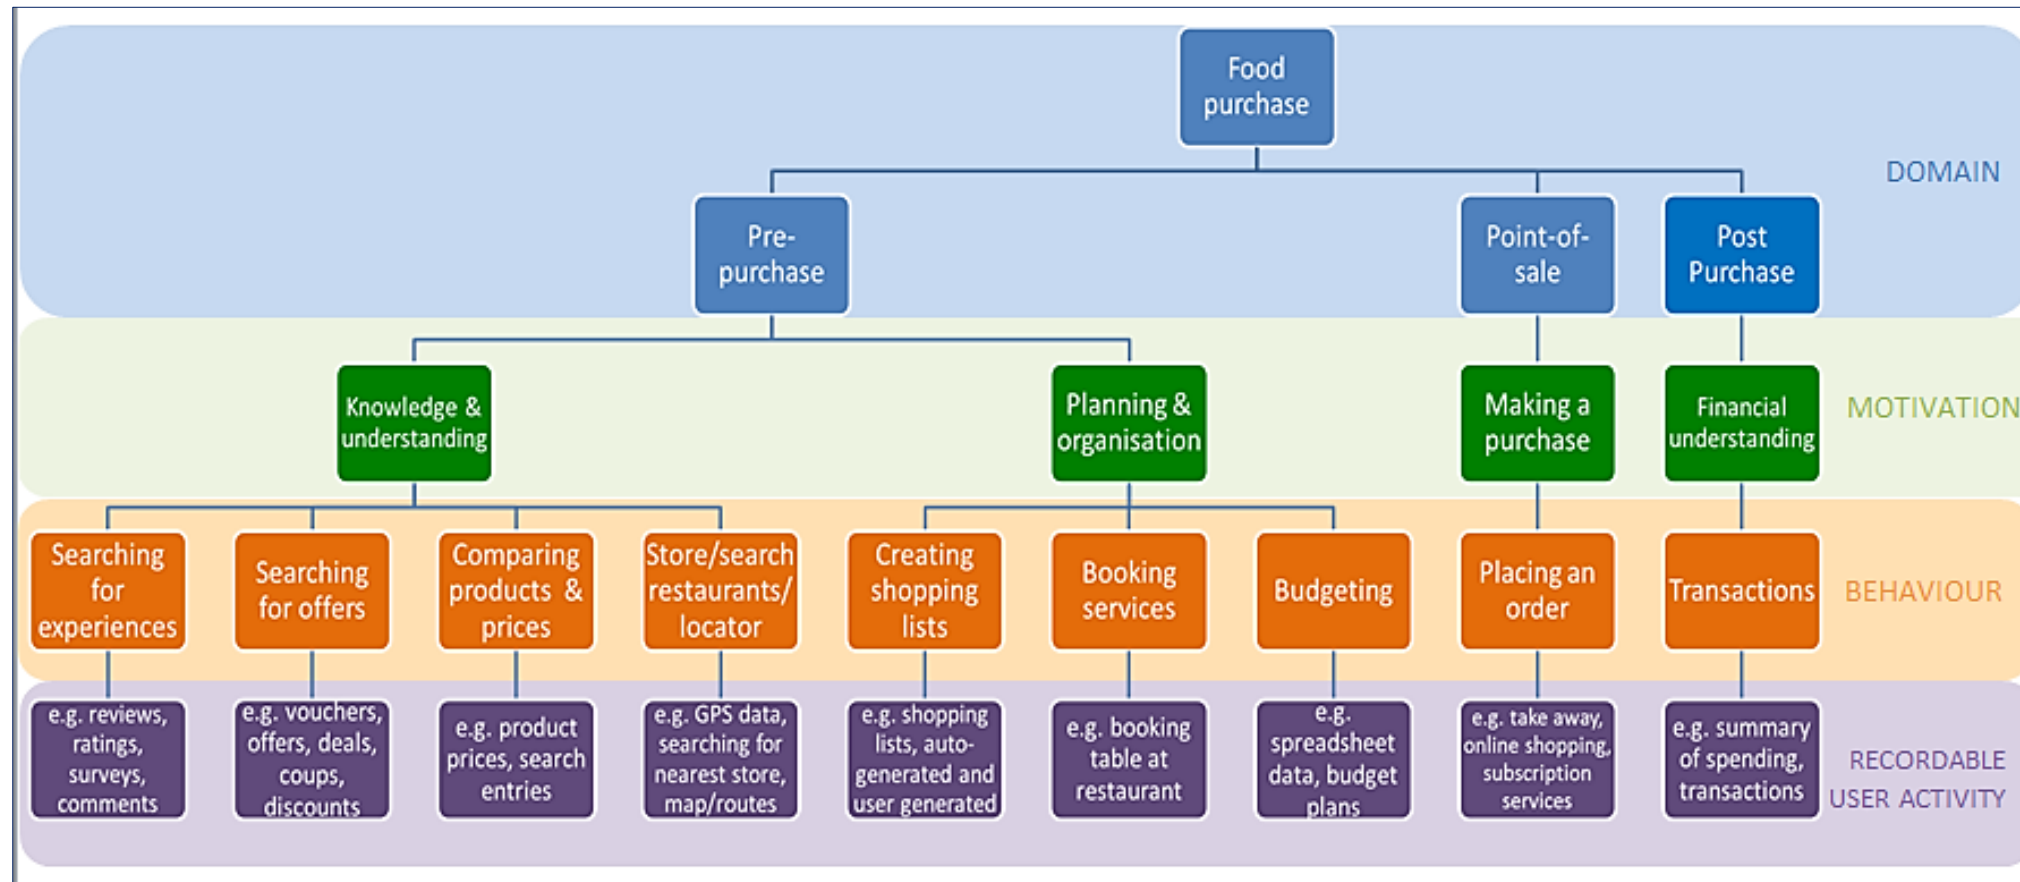 Food
purchase
DOMAIN
Pre-
purchase
Point-of-
sale
Post
Purchase
Knowledge &
understanding
Planning &
organisation
Making a
purchase
Financial
understanding
MOTIVATION
Searching
for
experiences
Searching
for offers
Comparing
products &
prices
Store/search
restaurants/
locator
Creating
shopping
lists
Booking
services
Budgeting
Placing an
order
Transactions
BEHAVIOUR
e.g. reviews,
ratings,
surveys,
comments
e.g. vouchers,
offers, deals,
coups,
discounts
e.g. product
prices, search
entries
e.g. GPS data,
searching for
nearest store,
map/routes
e.g. shopping
lists, auto-
generated and
user generated
e.g. booking
table at
restaurant
e.g.
spreadsheet
data, budget
plans
e.g. take away,
online shopping,
subscription
services
e.g. summary
of spending,
transactions
RECORDABLE
USER ACTIVITY